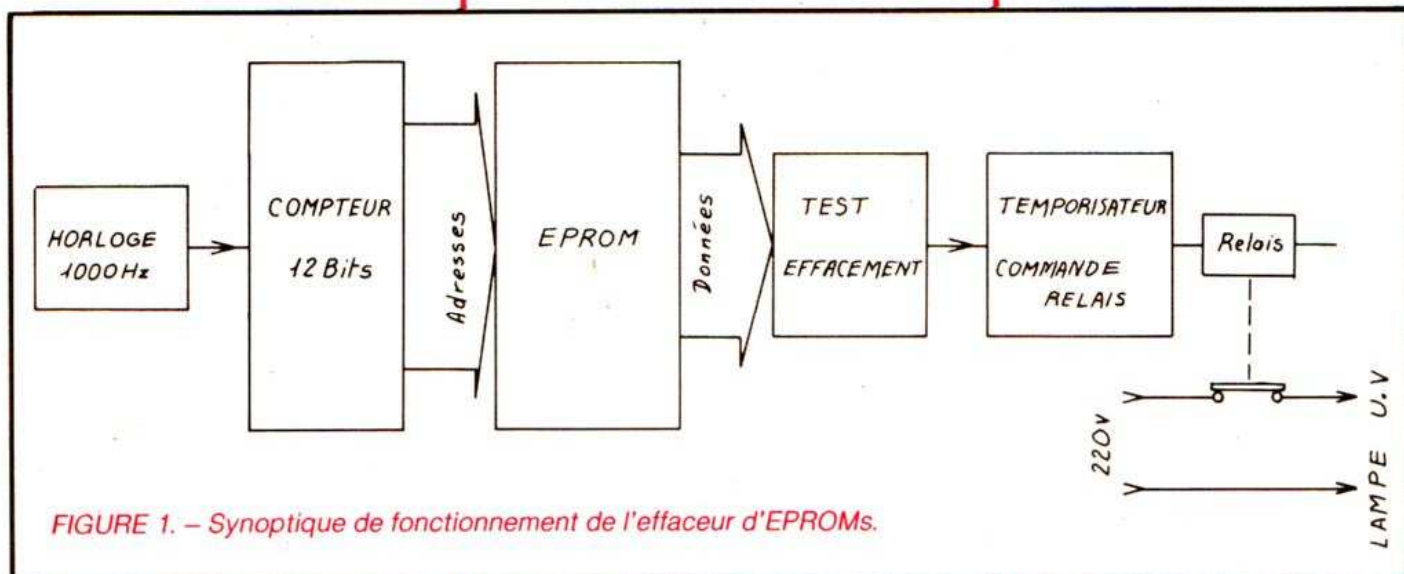 HORLOGE
1000Hz
COMPTEUR
12 Bits
Adresses
EPROM
Données
TEST
EFFACEMENT
TEMPORISATEUR
COMMANDE
RELAIS
Relais
220V
LAMPE U.V
FIGURE 1. – Synoptique de fonctionnement de l'effaceur d'EPROMs.